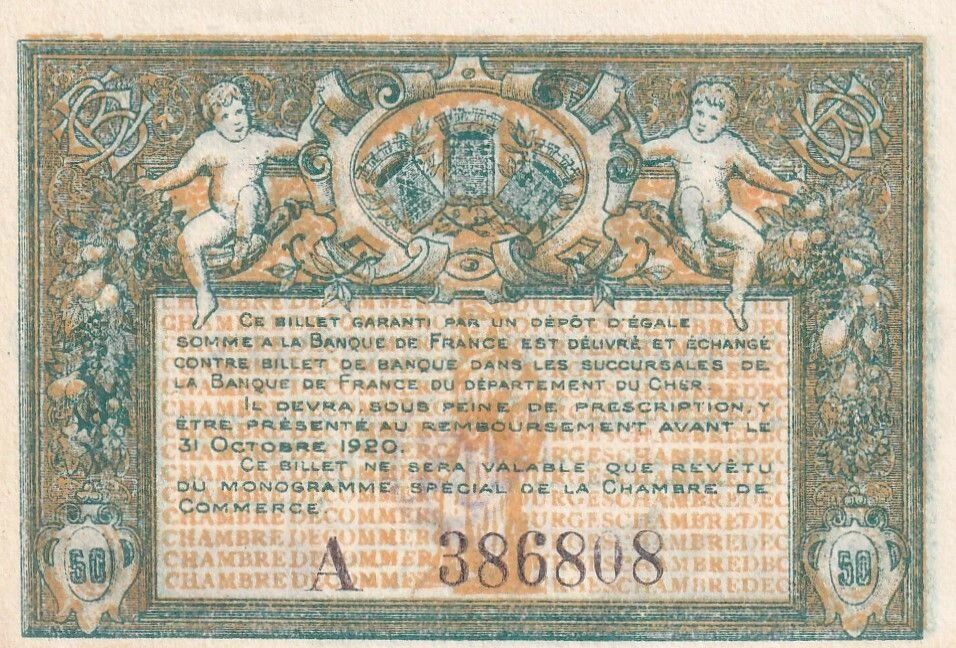 CE BILLET GARANTI PAR UN DÉPÔT D'ÉGALE
SOMME A LA BANQUE DE FRANCE EST DÉLIVRÉ ET ÉCHANGÉ
CONTRE BILLET DE BANQUE DANS LES SUCCURSALES DE
LA BANQUE DE FRANCE DU DÉPARTEMENT DU CHER.
IL DEVRA, SOUS PEINE DE PRESCRIPTION, Y
ÊTRE PRÉSENTÉ AU REMBOURSEMENT AVANT LE
31 OCTOBRE 1920.
CE BILLET NE SERA VALABLE QUE REVÊTU
DU MONOGRAMME SPÉCIAL DE LA CHAMBRE DE
COMMERCE.
A 386808
50 50